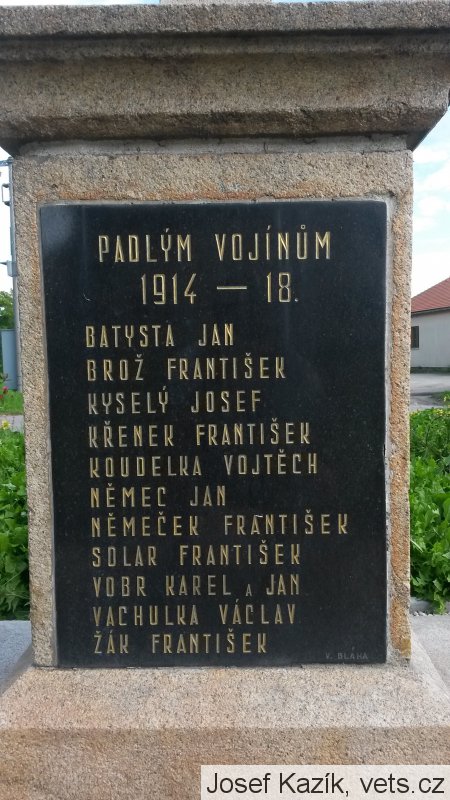 PADLÝM VOJÍNŮM
1914 — 18.
BATYSTA JAN
BROŽ FRANTIŠEK
KYSELÝ JOSEF
KŘENEK FRANTIŠEK
KOUDELKA VOJTĚCH
NĚMEC JAN
NĚMEČEK FRANTIŠEK
SOLAR FRANTIŠEK
VOBR KAREL A JAN
VACHULKA VÁCLAV
ŽÁK FRANTIŠEK
V. BLÁHA
Josef Kazík, vets.cz